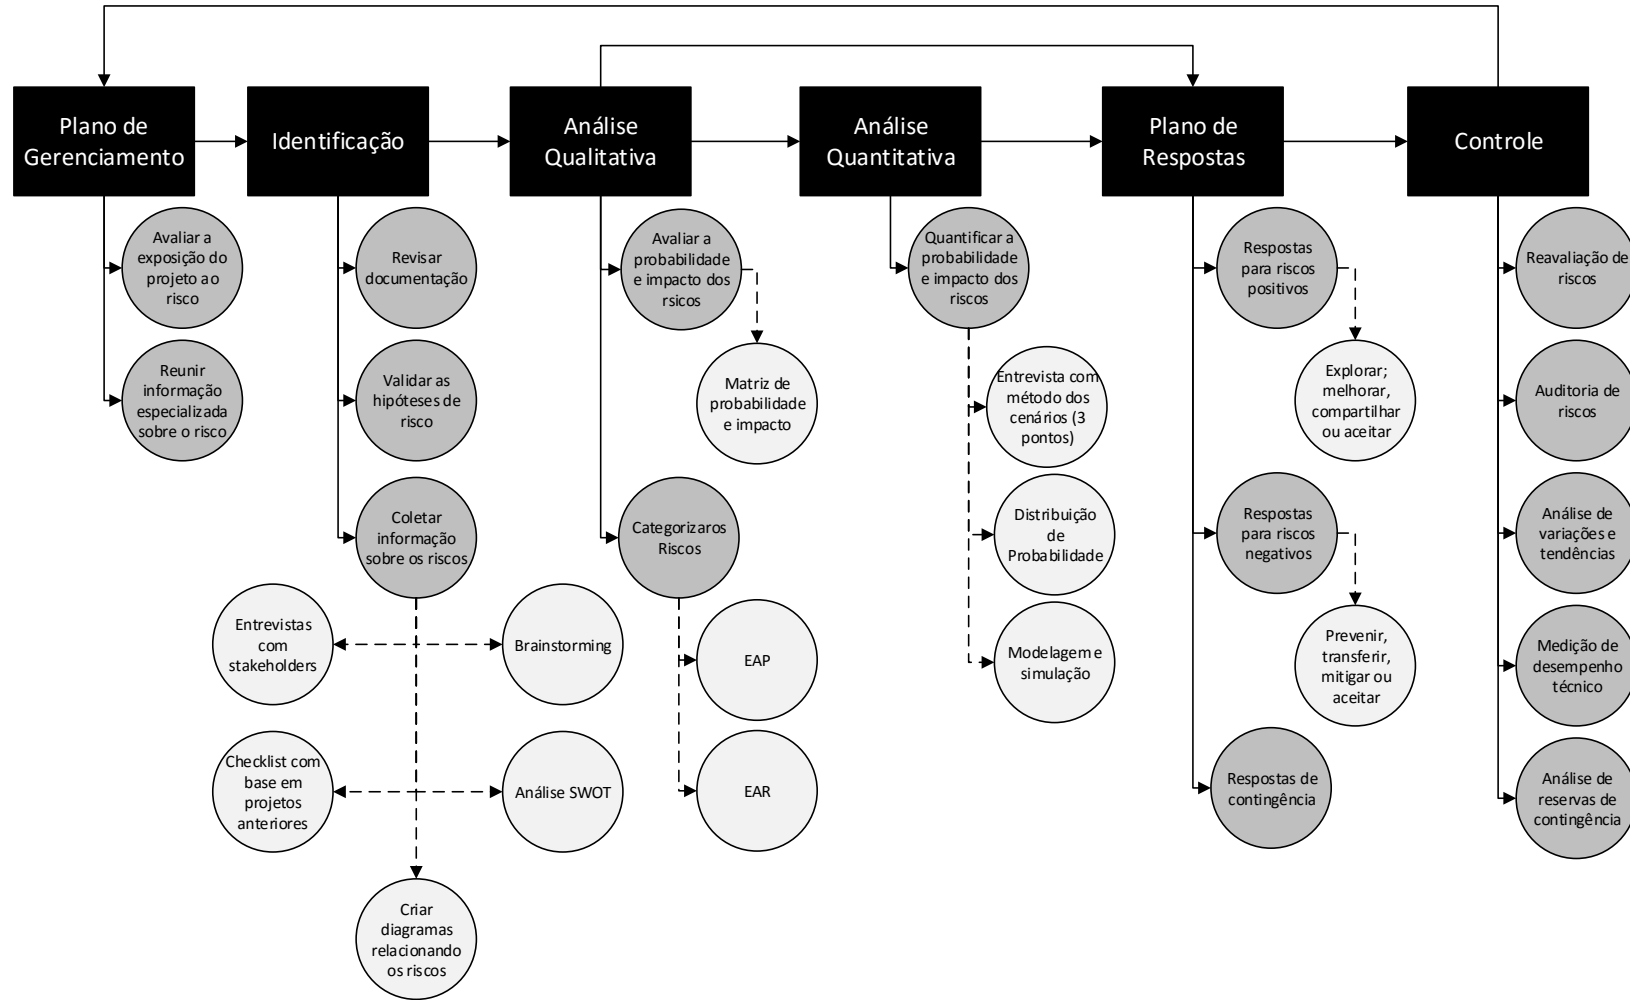 Plano de
Gerenciamento
Identificação
Análise
Qualitativa
Análise
Quantitativa
Plano de
Respostas
Controle
Avaliar a
exposição do
projeto ao
risco
Reunir
informação
especializada
sobre o risco
Revisar
documentação
Validar as
hipóteses de
risco
Coletar
informação
sobre os riscos
Entrevistas
com
stakeholders
Brainstorming
Checklist com
base em
projetos
anteriores
Análise SWOT
Criar
diagramas
relacionando
os riscos
Avaliar a
probabilidade
e impacto dos
rsicos
Matriz de
probabilidade
e impacto
Categorizaros
Riscos
EAP
EAR
Quantificar a
probabilidade
e impacto dos
riscos
Entrevista com
método dos
cenários (3
pontos)
Distribuição
de
Probabilidade
Modelagem e
simulação
Respostas
para riscos
positivos
Explorar;
melhorar,
compartilhar
ou aceitar
Respostas
para riscos
negativos
Prevenir,
transferir,
mitigar ou
aceitar
Respostas de
contingência
Reavaliação de
riscos
Auditoria de
riscos
Análise de
variações e
tendências
Medição de
desempenho
técnico
Análise de
reservas de
contingência